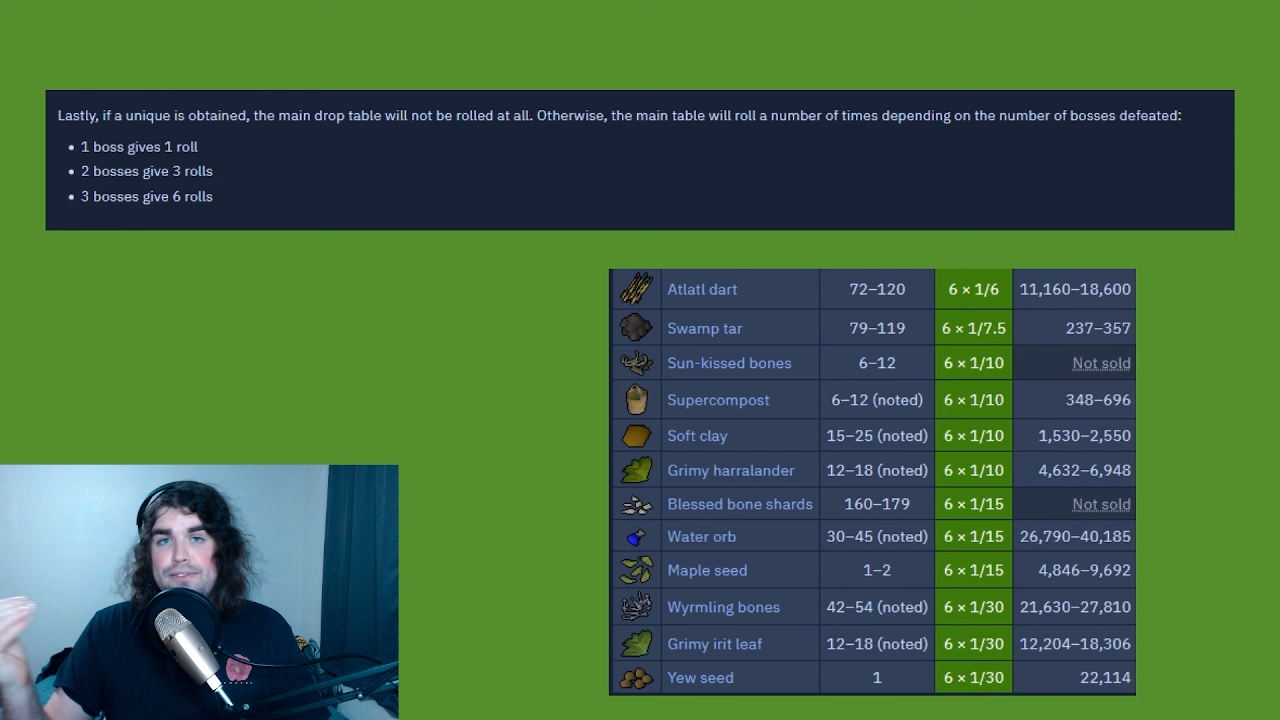 Lastly, if a unique is obtained, the main drop table will not be rolled at all. Otherwise, the main table will roll a number of times depending on the number of bosses defeated:
• 1 boss gives 1 roll
• 2 bosses give 3 rolls
• 3 bosses give 6 rolls
Atlatl dart 72–120 6 × 1/6 11,160–18,600
Swamp tar 79–119 6 × 1/7.5 237–357
Sun-kissed bones 6–12 6 × 1/10 Not sold
Supercompost 6–12 (noted) 6 × 1/10 348–696
Soft clay 15–25 (noted) 6 × 1/10 1,530–2,550
Grimy harralander 12–18 (noted) 6 × 1/10 4,632–6,948
Blessed bone shards 160–179 6 × 1/15 Not sold
Water orb 30–45 (noted) 6 × 1/15 26,790–40,185
Maple seed 1–2 6 × 1/15 4,846–9,692
Wyrmling bones 42–54 (noted) 6 × 1/30 21,630–27,810
Grimy irit leaf 12–18 (noted) 6 × 1/30 12,204–18,306
Yew seed 1 6 × 1/30 22,114